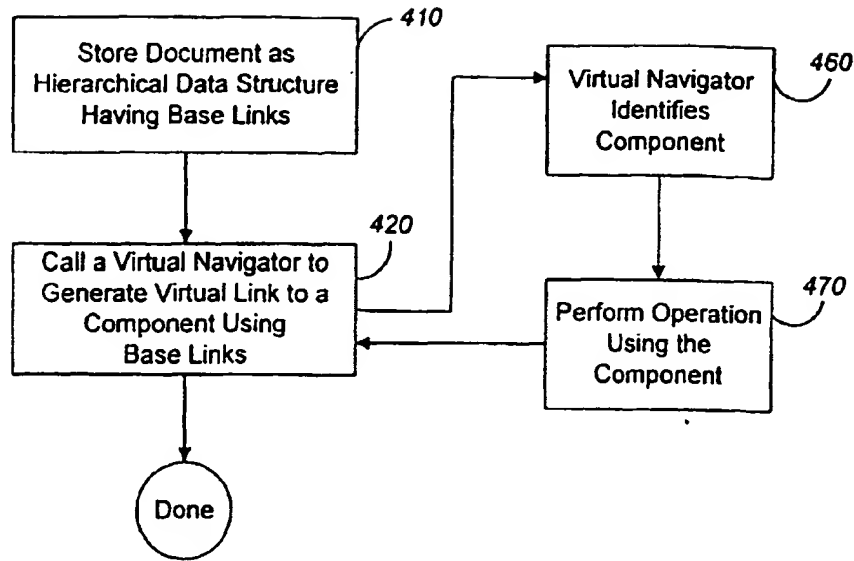 410
Store Document as
Hierarchical Data Structure
Having Base Links
460
Virtual Navigator
Identifies
Component
420
Call a Virtual Navigator to
Generate Virtual Link to a
Component Using
Base Links
470
Perform Operation
Using the
Component
Done